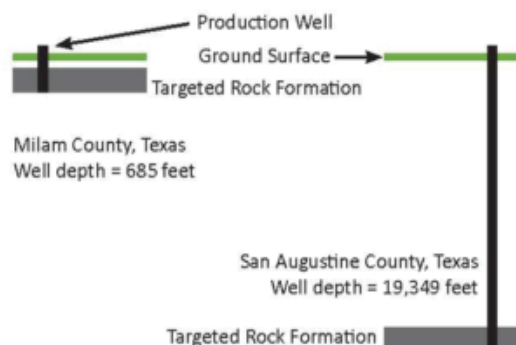 Production Well
Ground Surface
Targeted Rock Formation
Milam County, Texas
Well depth = 685 feet
San Augustine County, Texas
Well depth = 19,349 feet
Targeted Rock Formation